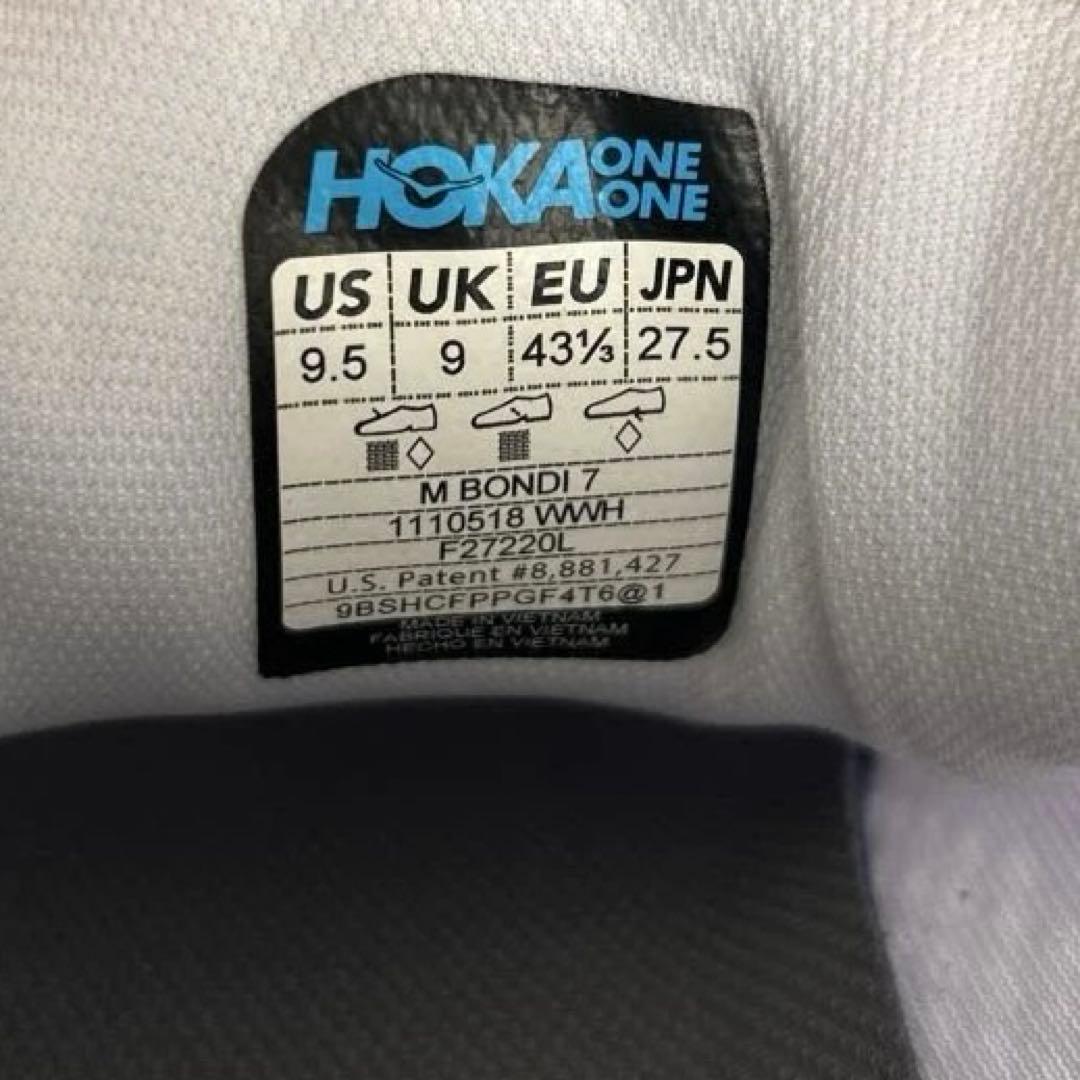 HOKA ONE ONE
US UK EU JPN
9.5 9 43⅓ 27.5
M BONDI 7
1110518 WWH
F27220L
U.S. Patent #8,881,427
9BSHCFPPGF4T6@1
MADE IN VIETNAM
FABRIQUE EN VIETNAM
HECHO EN VIETNAM